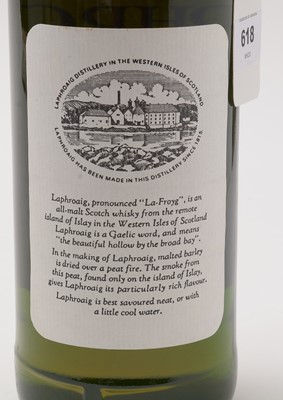 618
LAPHROAIG DISTILLERY IN THE WESTERN ISLES OF SCOTLAND
LAPHROAIG HAS BEEN MADE IN THIS DISTILLERY SINCE 1815.
Laphroaig, pronounced "La-Froyg", is an
all-malt Scotch whisky from the remote
island of Islay in the Western Isles of Scotland
Laphroaig is a Gaelic word, and means
"the beautiful hollow by the broad bay".
In the making of Laphroaig, malted barley
is dried over a peat fire. The smoke from
this peat, found only on the island of Islay,
gives Laphroaig its particularly rich flavour.
Laphroaig is best savoured neat, or with
a little cool water.